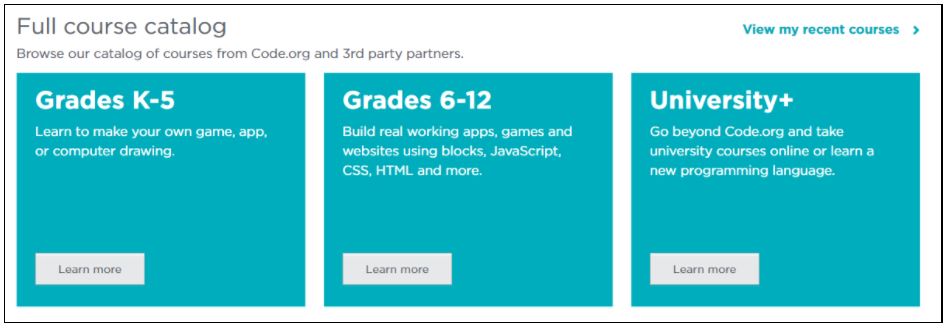 Full course catalog
View my recent courses >
Browse our catalog of courses from Code.org and 3rd party partners.
Grades K-5
Learn to make your own game, app,
or computer drawing.
Learn more
Grades 6-12
Build real working apps, games and
websites using blocks, JavaScript,
CSS, HTML and more.
Learn more
University+
Go beyond Code.org and take
university courses online or learn a
new programming language.
Learn more